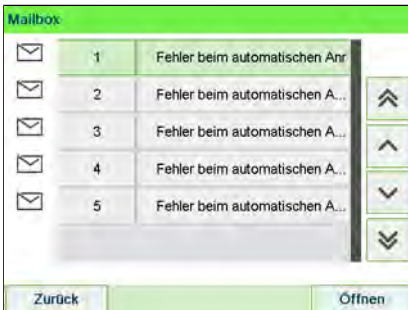 Mailbox
1 Fehler beim automatischen Anr
2 Fehler beim automatischen A...
3 Fehler beim automatischen A...
4 Fehler beim automatischen A...
5 Fehler beim automatischen A...
Zurück Öffnen